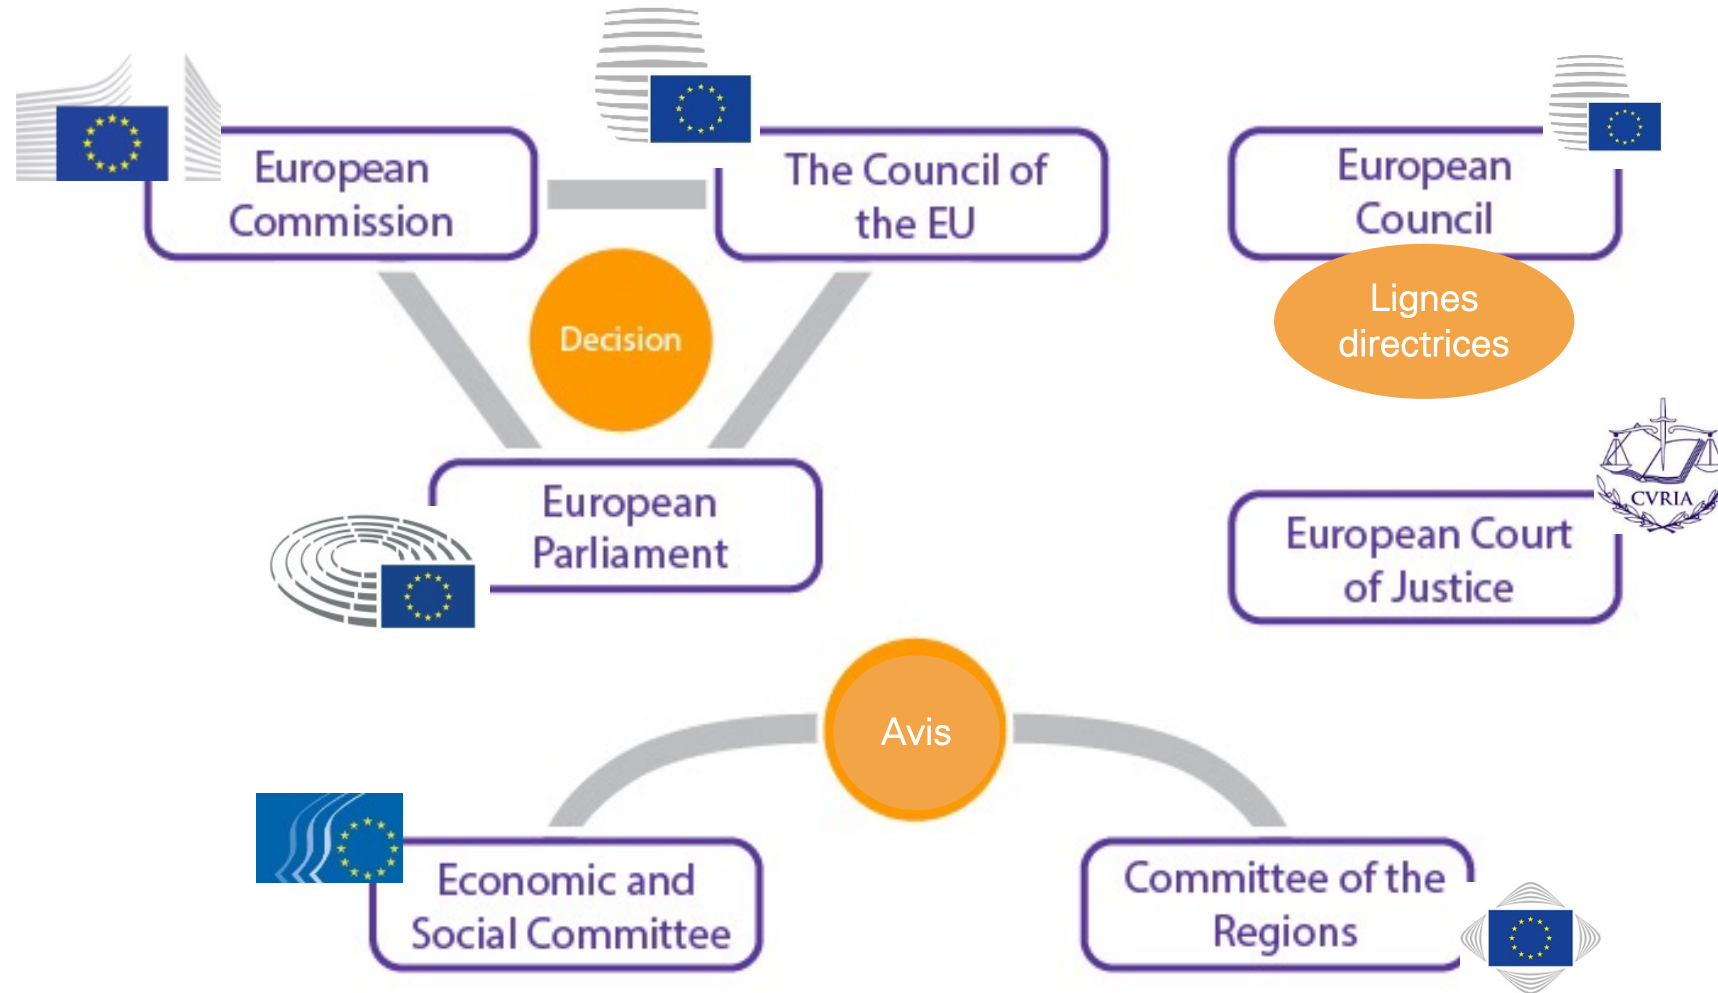 European
Commission
The Council of
the EU
European
Council
Decision
Lignes
directrices
European
Parliament
CVRIA
European Court
of Justice
Avis
Economic and
Social Committee
Committee of the
Regions